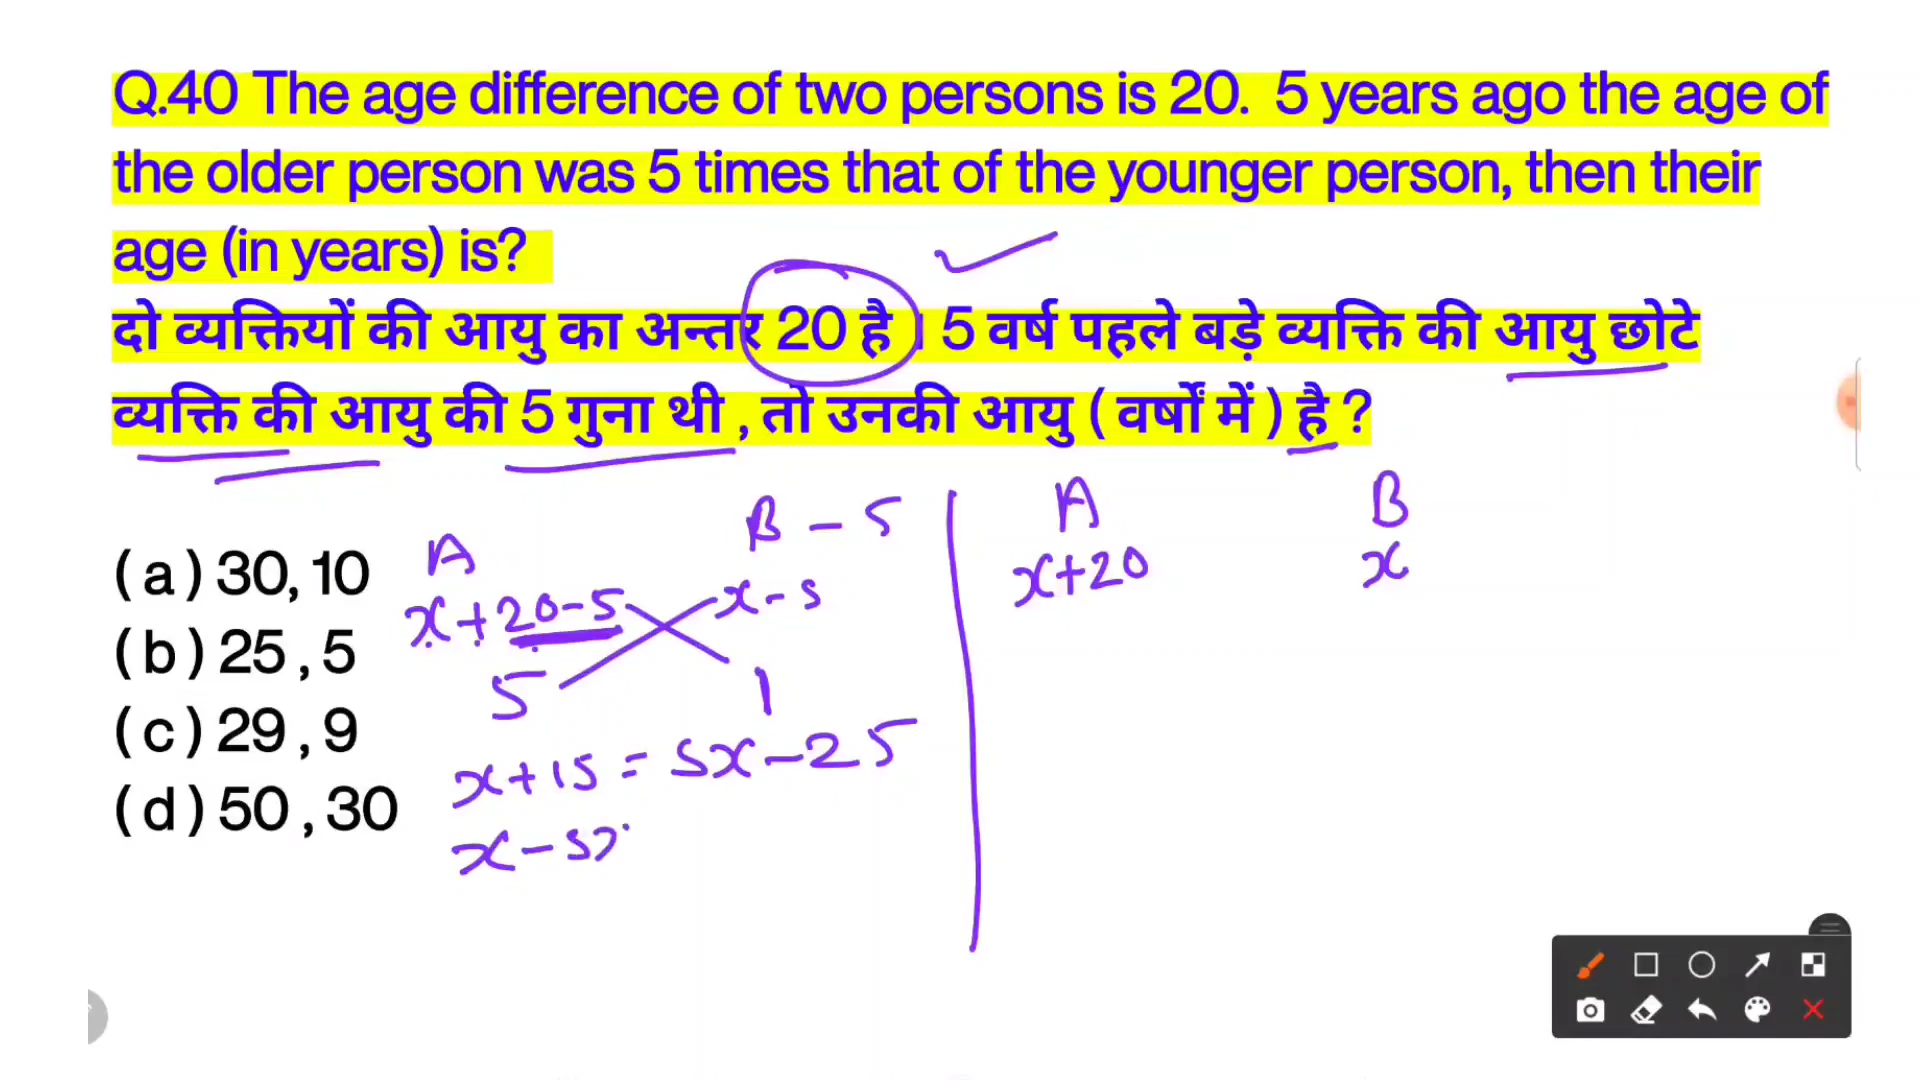 Q.40 The age difference of two persons is 20. 5 years ago the age of
the older person was 5 times that of the younger person, then their
age (in years) is?
दो व्यक्तियों की आयु का अन्तर 20 है । 5 वर्ष पहले बड़े व्यक्ति की आयु छोटे
व्यक्ति की आयु की 5 गुना थी , तो उनकी आयु ( वर्षों में ) है ?
( a ) 30, 10
( b ) 25 , 5
( c ) 29 , 9
( d ) 50 , 30
A B - 5
x+20-5 x-5
5 1
x+15 = 5x-25
x-5x
A B
x+20 x